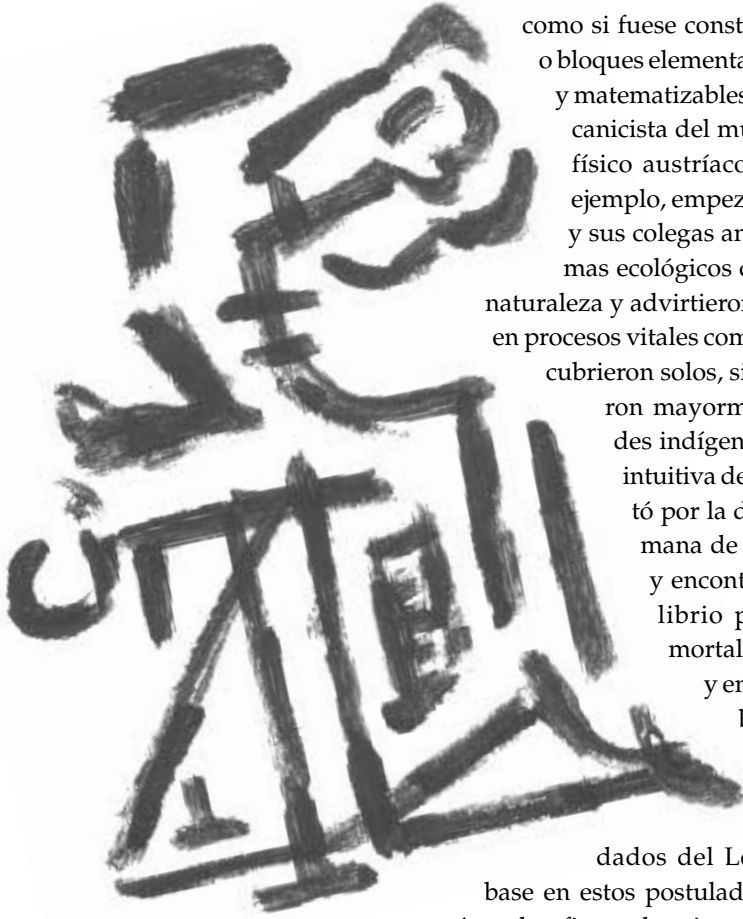 como si fuese const
o bloques elementa
y matematizables
canicista del mu
físico austríaco
ejemplo, empez
y sus colegas an
mas ecológicos
naturaleza y advirtieron
en procesos vitales com
cubrieron solos, si
ron mayorm
des indígen
intuitiva de
tó por la d
mana de
y encont
librio p
mortal
y en
dados del Le
base en estos postulad